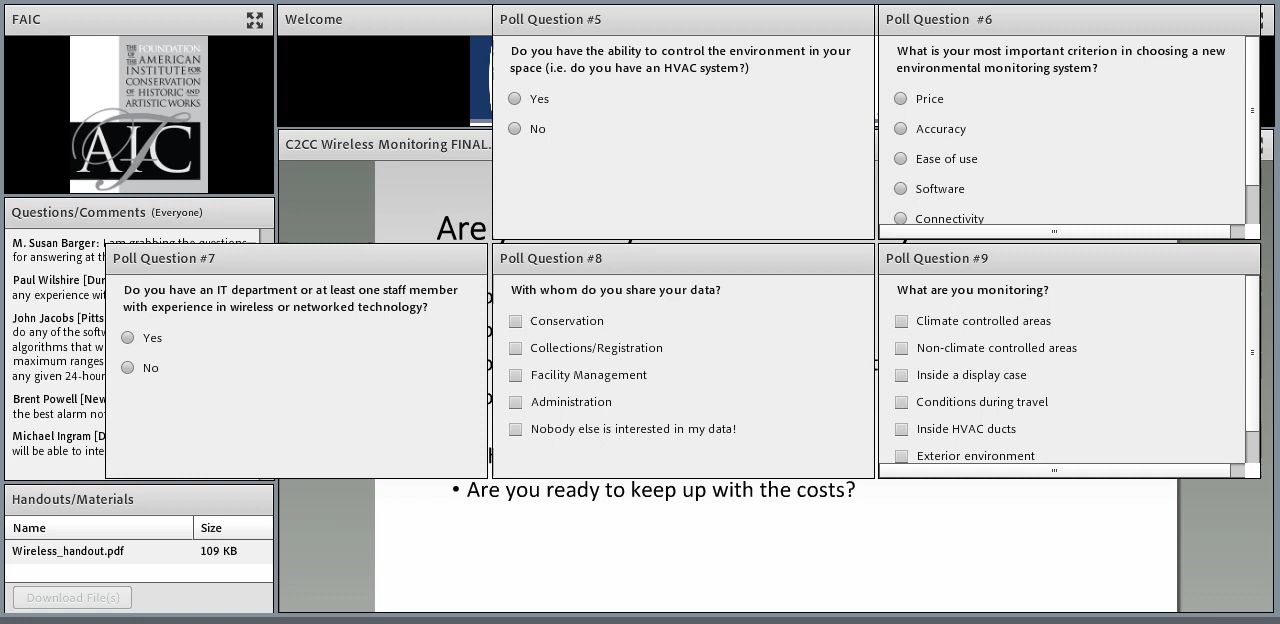 FAIC
THE FOUNDATION
OF THE AMERICAN
INSTITUTE FOR
CONSERVATION
OF HISTORIC AND
ARTISTIC WORKS
AIC
Welcome
C2CC Wireless Monitoring FINAL.
Are
Poll Question #5
Do you have the ability to control the environment in your
space (i.e. do you have an HVAC system?)
Yes
No
Poll Question #6
What is your most important criterion in choosing a new
environmental monitoring system?
Price
Accuracy
Ease of use
Software
Connectivity
Questions/Comments (Everyone)
M. Susan Barger: I am grabbing the questions
for answering at th
Paul Wilshire [Dur
any experience wit
John Jacobs [Pitts
do any of the softw
algorithms that w
maximum ranges
any given 24-hour
Brent Powell [New
the best alarm not
Michael Ingram [D
will be able to inte
Poll Question #7
Do you have an IT department or at least one staff member
with experience in wireless or networked technology?
Yes
No
Poll Question #8
With whom do you share your data?
Conservation
Collections/Registration
Facility Management
Administration
Nobody else is interested in my data!
Poll Question #9
What are you monitoring?
Climate controlled areas
Non-climate controlled areas
Inside a display case
Conditions during travel
Inside HVAC ducts
Exterior environment
• Are you ready to keep up with the costs?
Handouts/Materials
Name Size
Wireless_handout.pdf 109 KB
Download File(s)